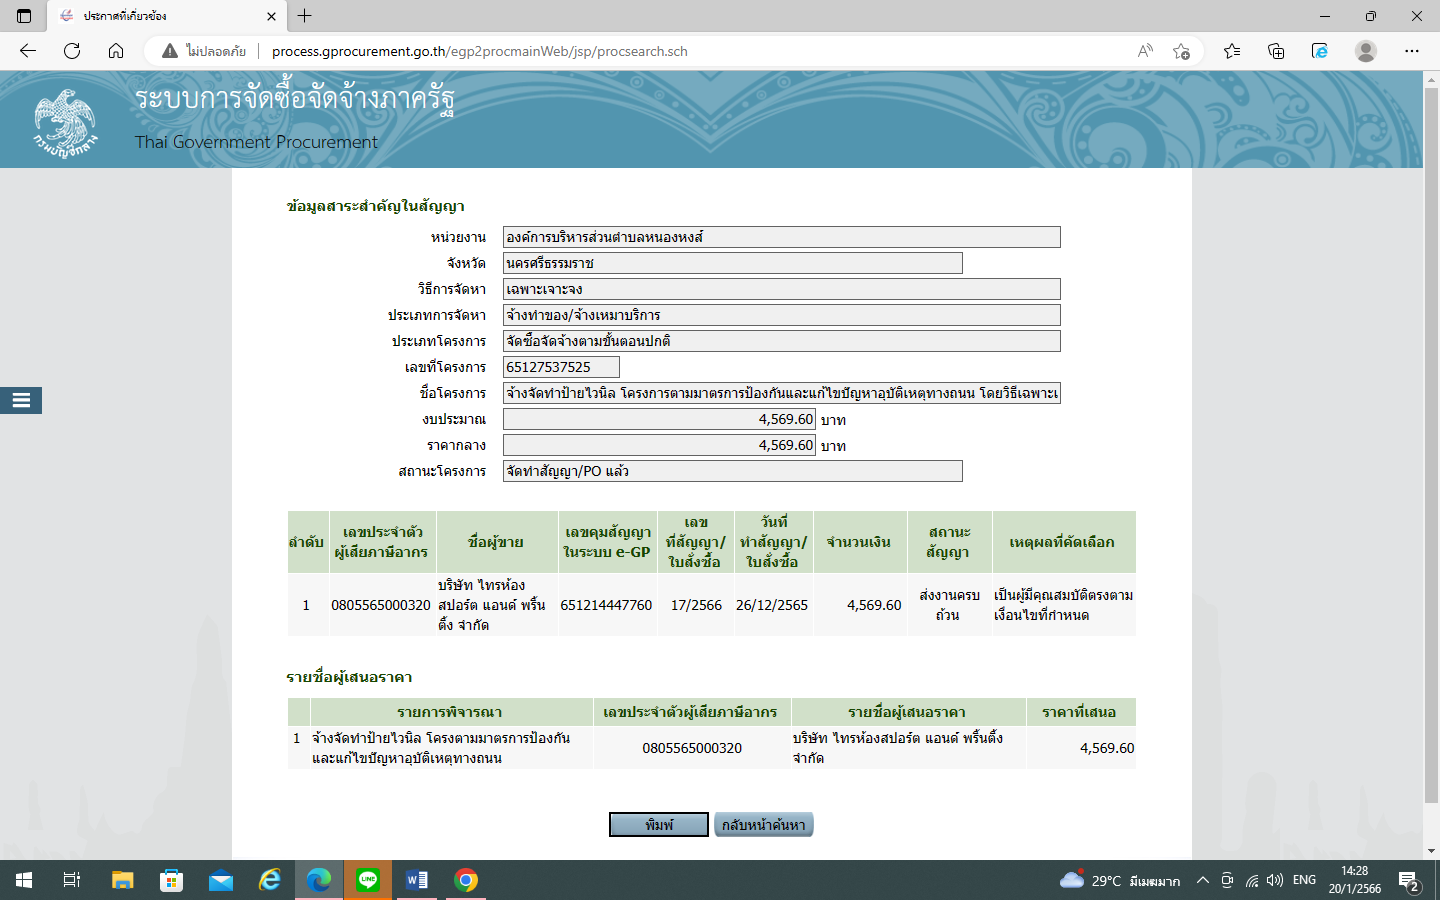 ประกาศที่เกี่ยวข้อง
ไม่ปลอดภัย
process.gprocurement.go.th/egp2procmainWeb/jsp/procsearch.sch
กรมบัญชีกลาง
ระบบการจัดซื้อจัดจ้างภาครัฐ
Thai Government Procurement
ข้อมูลสาระสำคัญในสัญญา
หน่วยงาน องค์การบริหารส่วนตำบลหนองหงส์
จังหวัด นครศรีธรรมราช
วิธีการจัดหา เฉพาะเจาะจง
ประเภทการจัดหา จ้างทำของ/จ้างเหมาบริการ
ประเภทโครงการ จัดซื้อจัดจ้างตามขั้นตอนปกติ
เลขที่โครงการ 65127537525
ชื่อโครงการ จ้างจัดทำป้ายไวนิล โครงการตามมาตรการป้องกันและแก้ไขปัญหาอุบัติเหตุทางถนน โดยวิธีเฉพาะเ
งบประมาณ 4,569.60 บาท
ราคากลาง 4,569.60 บาท
สถานะโครงการ จัดทำสัญญา/PO แล้ว
ลำดับ เลขประจำตัวผู้เสียภาษีอากร ชื่อผู้ขาย เลขคุมสัญญาในระบบ e-GP เลขที่สัญญา/ใบสั่งซื้อ วันที่ทำสัญญา/ใบสั่งซื้อ จำนวนเงิน สถานะสัญญา เหตุผลที่คัดเลือก
1 0805565000320 บริษัท ไทรห้องสปอร์ต แอนด์ พริ้นติ้ง จำกัด 651214447760 17/2566 26/12/2565 4,569.60 ส่งงานครบถ้วน เป็นผู้มีคุณสมบัติตรงตามเงื่อนไขที่กำหนด
รายชื่อผู้เสนอราคา
รายการพิจารณา เลขประจำตัวผู้เสียภาษีอากร รายชื่อผู้เสนอราคา ราคาที่เสนอ
1 จ้างจัดทำป้ายไวนิล โครงตามมาตรการป้องกันและแก้ไขปัญหาอุบัติเหตุทางถนน 0805565000320 บริษัท ไทรห้องสปอร์ต แอนด์ พริ้นติ้ง จำกัด 4,569.60
พิมพ์ กลับหน้าค้นหา
LINE
29°C มีเมฆมาก ENG 14:28
20/1/2566 2